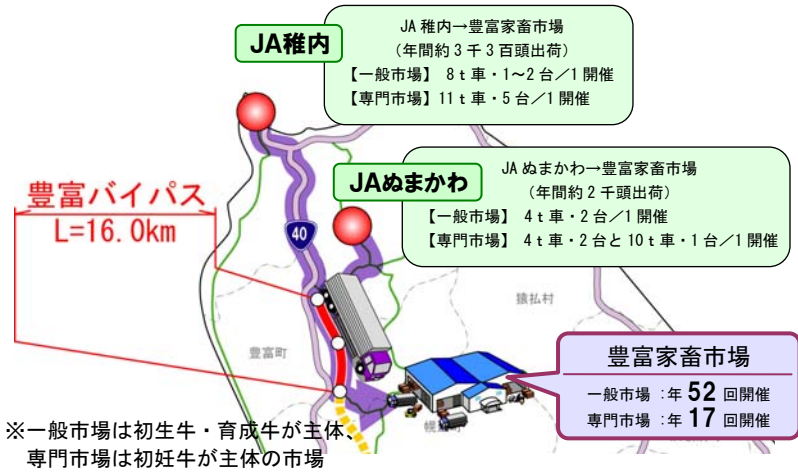 JA稚内
JA 稚内→豊富家畜市場
（年間約３千３百頭出荷）
【一般市場】 8ｔ車・1～2 台／1 開催
【専門市場】11ｔ車・5 台／1 開催
JAぬまかわ
JA ぬまかわ→豊富家畜市場
（年間約２千頭出荷）
【一般市場】 4ｔ車・2 台／1 開催
【専門市場】 4ｔ車・2 台と 10ｔ車・1 台／1 開催
豊富バイパス
L=16.0km
40
猿払村
豊富町
豊富家畜市場
一般市場 ：年 52 回開催
専門市場 ：年 17 回開催
※一般市場は初生牛・育成牛が主体、
専門市場は初妊牛が主体の市場